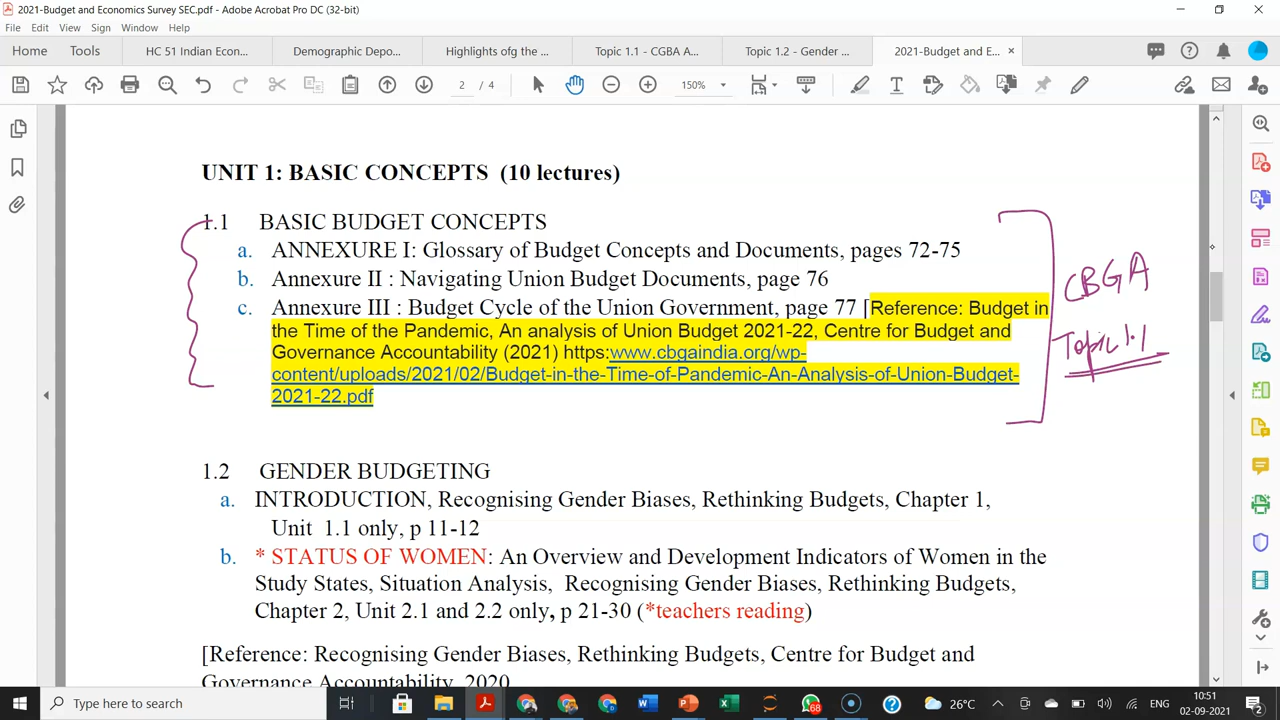 2021-Budget and Economics Survey SEC.pdf - Adobe Acrobat Pro DC (32-bit)
File Edit View Sign Window Help
Home Tools HC 51 Indian Econ... Demographic Depo... Highlights ofg the ... Topic 1.1 - CGBA A... Topic 1.2 - Gender ... 2021-Budget and E... ×
2 / 4 150%
UNIT 1: BASIC CONCEPTS (10 lectures)
1.1 BASIC BUDGET CONCEPTS
a. ANNEXURE I: Glossary of Budget Concepts and Documents, pages 72-75
b. Annexure II : Navigating Union Budget Documents, page 76
c. Annexure III : Budget Cycle of the Union Government, page 77 [Reference: Budget in
the Time of the Pandemic, An analysis of Union Budget 2021-22, Centre for Budget and
Governance Accountability (2021) https:www.cbgaindia.org/wp-
content/uploads/2021/02/Budget-in-the-Time-of-Pandemic-An-Analysis-of-Union-Budget-
2021-22.pdf
CBGA
Topic 1.1
1.2 GENDER BUDGETING
a. INTRODUCTION, Recognising Gender Biases, Rethinking Budgets, Chapter 1,
Unit 1.1 only, p 11-12
b. * STATUS OF WOMEN: An Overview and Development Indicators of Women in the
Study States, Situation Analysis, Recognising Gender Biases, Rethinking Budgets,
Chapter 2, Unit 2.1 and 2.2 only, p 21-30 (*teachers reading)
[Reference: Recognising Gender Biases, Rethinking Budgets, Centre for Budget and
Governance Accountability, 2020
Type here to search 68 26°C ENG 10:51
02-09-2021 2